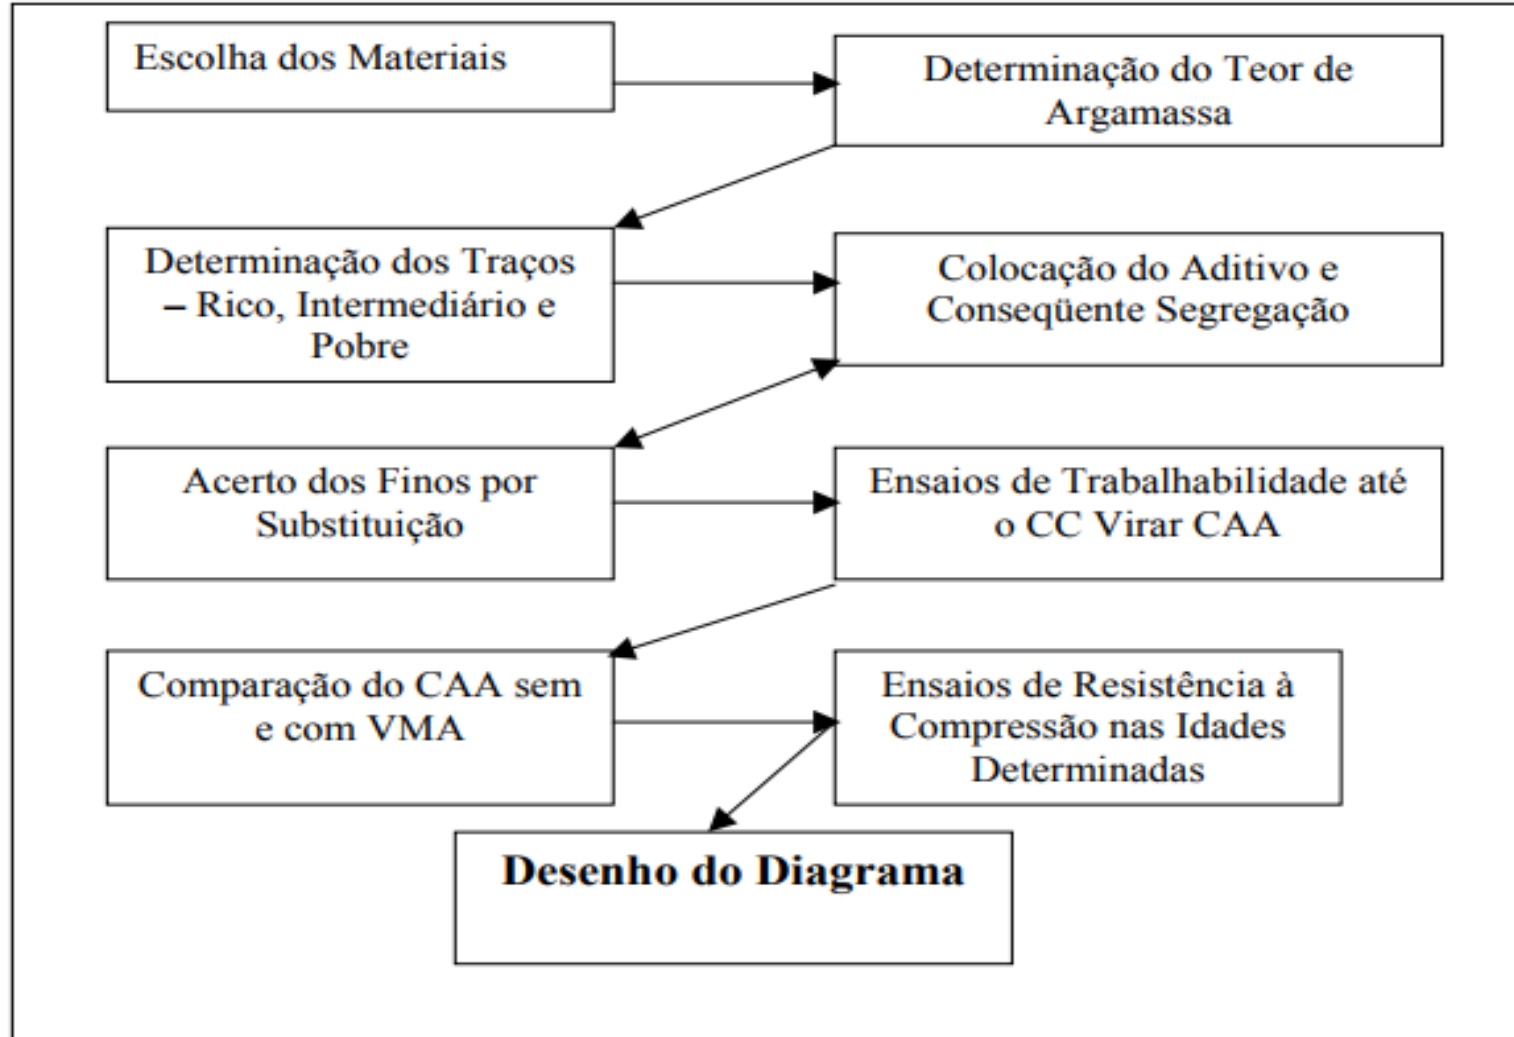 Escolha dos Materiais
Determinação do Teor de
Argamassa
Determinação dos Traços
– Rico, Intermediário e
Pobre
Colocação do Aditivo e
Conseqüente Segregação
Acerto dos Finos por
Substituição
Ensaios de Trabalhabilidade até
o CC Virar CAA
Comparação do CAA sem
e com VMA
Ensaios de Resistência à
Compressão nas Idades
Determinadas
Desenho do Diagrama